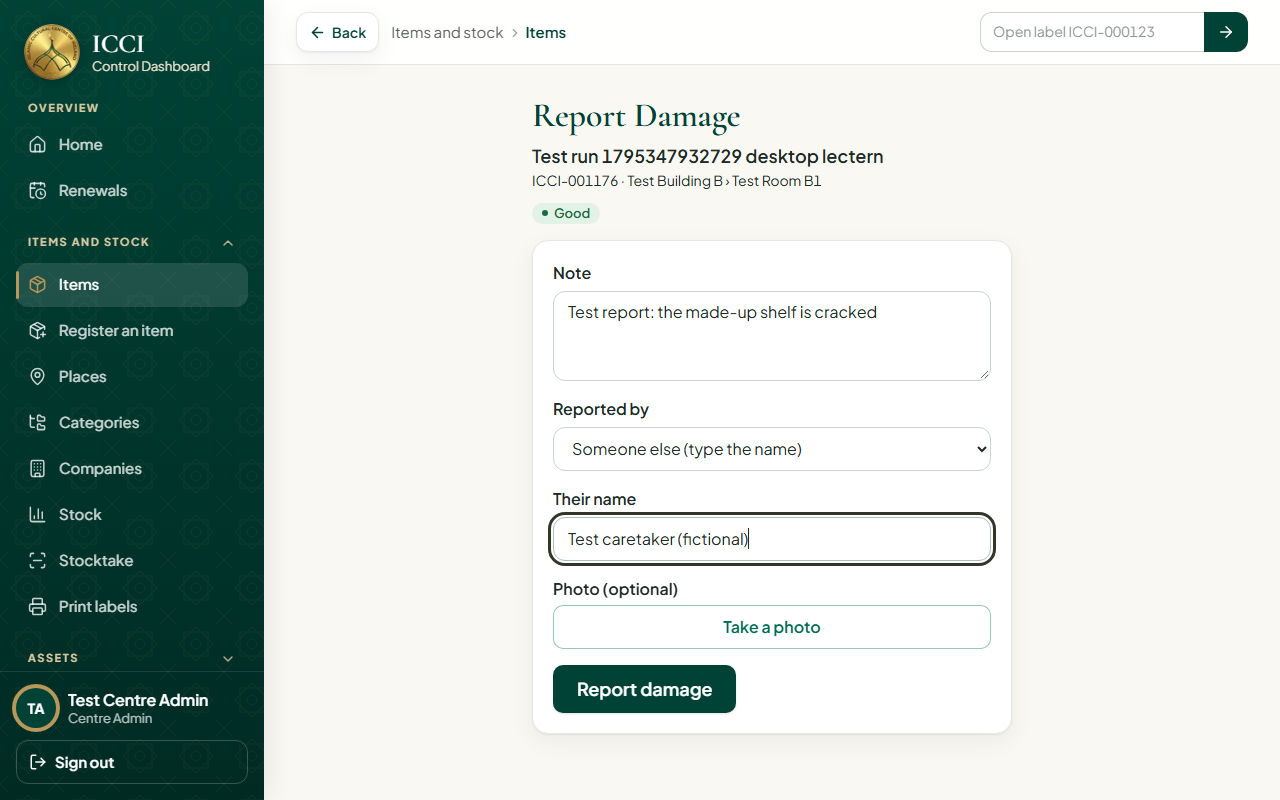 ICCI
Control Dashboard
OVERVIEW
Home
Renewals
ITEMS AND STOCK
Items
Register an item
Places
Categories
Companies
Stock
Stocktake
Print labels
ASSETS
TA
Test Centre Admin
Centre Admin
Sign out
Back
Items and stock › Items
Open label ICCI-000123
Report Damage
Test run 1795347932729 desktop lectern
ICCI-001176 · Test Building B › Test Room B1
Good
Note
Test report: the made-up shelf is cracked
Reported by
Someone else (type the name)
Their name
Test caretaker (fictional)
Photo (optional)
Take a photo
Report damage